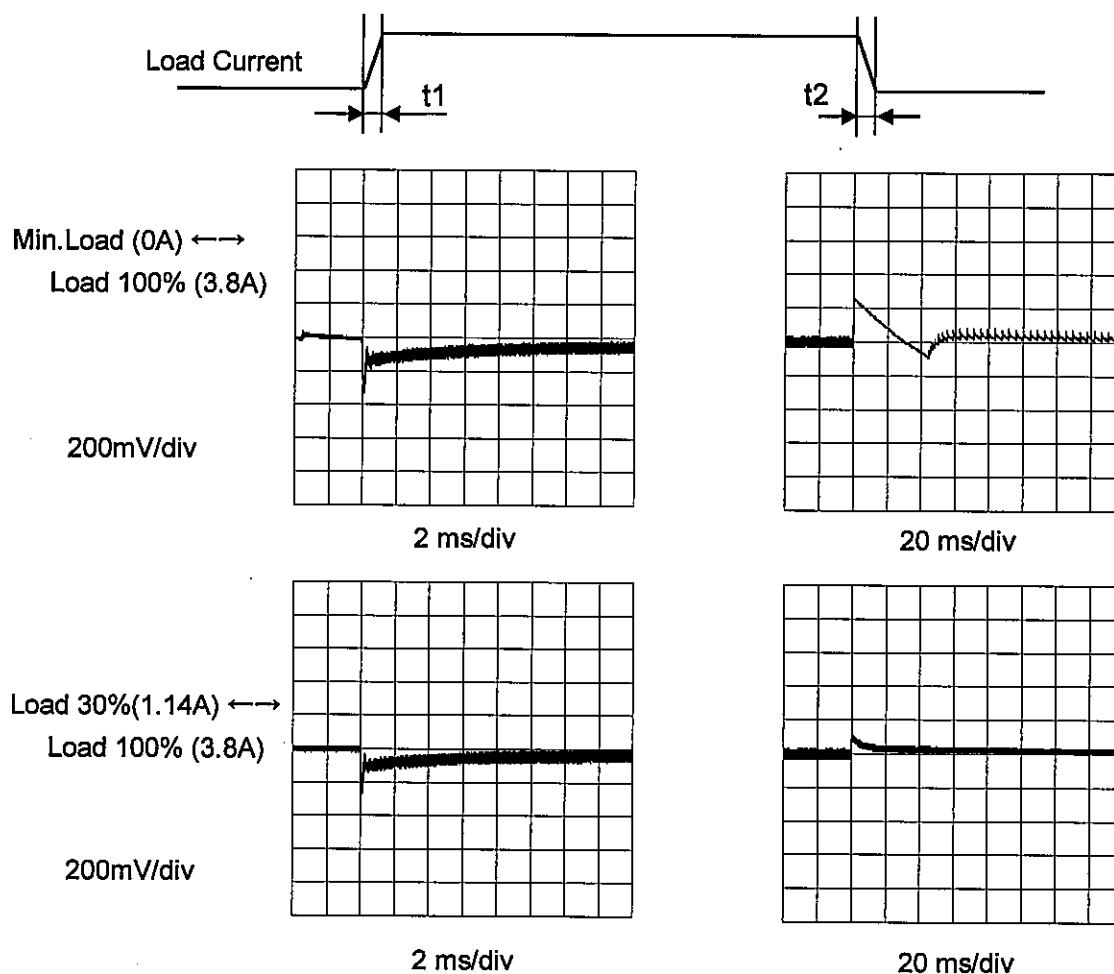 Load Current
t1
t2
Min.Load (0A) ←→
Load 100% (3.8A)
200mV/div
2 ms/div
20 ms/div
Load 30%(1.14A) ←→
Load 100% (3.8A)
200mV/div
2 ms/div
20 ms/div